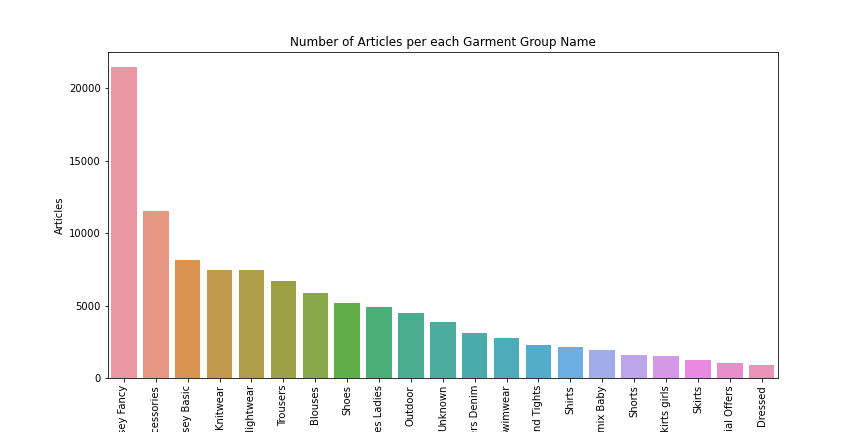 Number of Articles per each Garment Group Name
Articles
20000
15000
10000
5000
0
sey Fancy
cessories
sey Basic
Knitwear
lightwear
Trousers
Blouses
Shoes
es Ladies
Outdoor
Unknown
ers Denim
wimwear
nd Tights
Shirts
mix Baby
Shorts
kirts girls
Skirts
ial Offers
Dressed